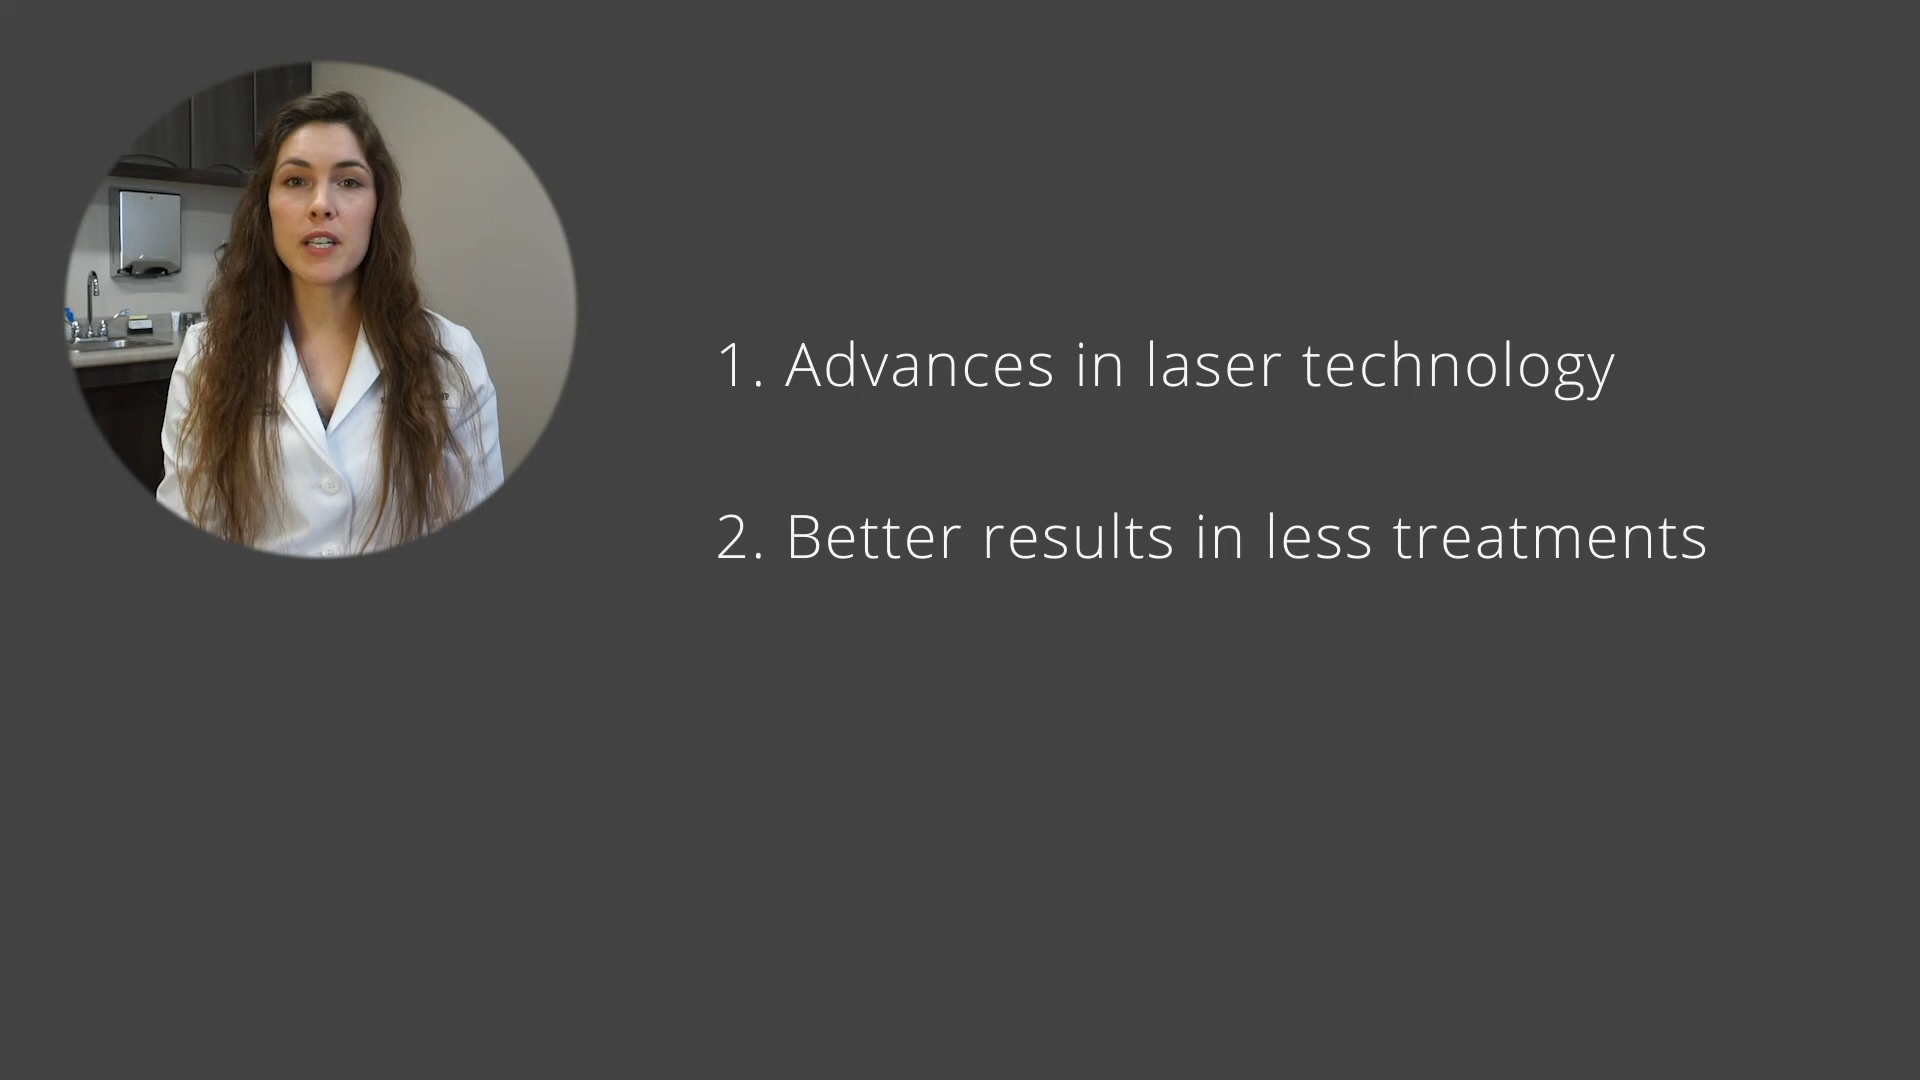 1. Advances in laser technology
2. Better results in less treatments